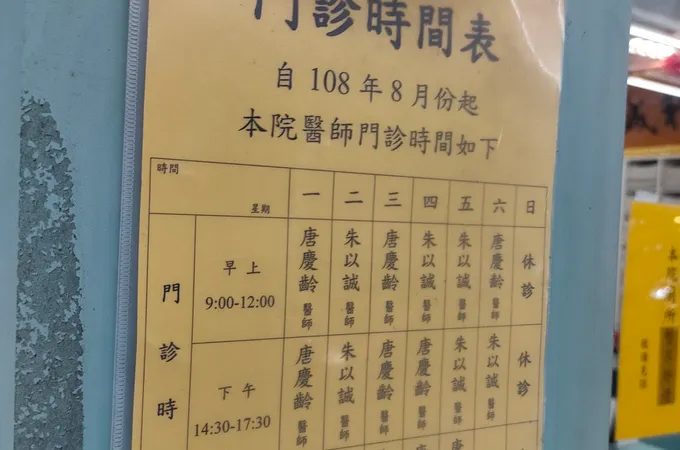 門診時間表
自 108 年 8 月份起
本院醫師門診時間如下
時間
星期
一 二 三 四 五 六 日
門診時
早上
9:00-12:00
唐慶齡醫師
朱以誠醫師
唐慶齡醫師
朱以誠醫師
朱以誠醫師
唐慶齡醫師
休診
下午
14:30-17:30
唐慶齡醫師
朱以誠醫師
唐慶齡醫師
唐慶齡醫師
朱以誠醫師
朱以誠醫師
休診